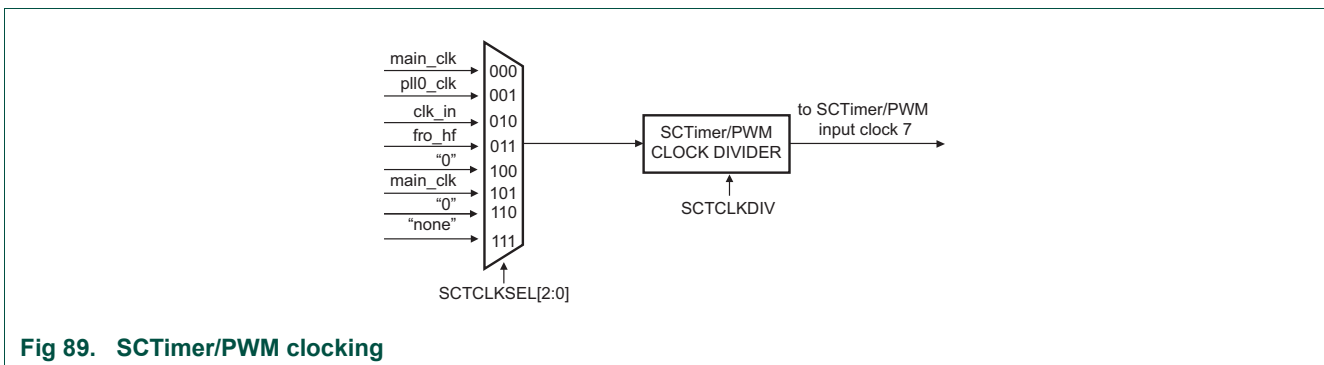 main_clk
000
pll0_clk
001
clk_in
010
fro_hf
011
“0”
100
main_clk
101
“0”
110
“none”
111
SCTCLKSEL[2:0]
SCTimer/PWM
CLOCK DIVIDER
SCTCLKDIV
to SCTimer/PWM
input clock 7
Fig 89. SCTimer/PWM clocking